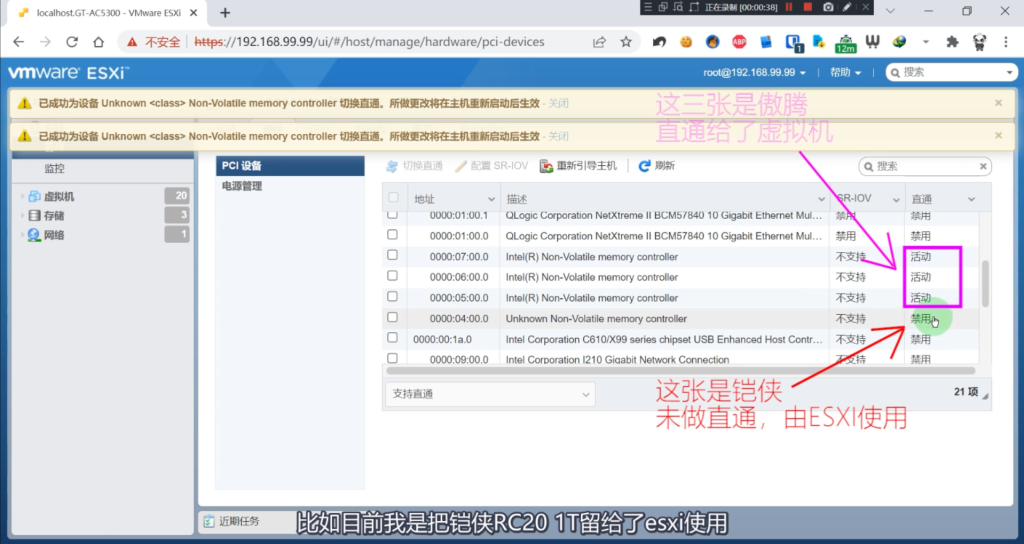 正在录制 [00:00:38]
localhost.GT-AC5300 - VMware ESXi
不安全
https://192.168.99.99/ui/#/host/manage/hardware/pci-devices
ABP
1
12m
vmware ESXi™
root@192.168.99.99
帮助
搜索
已成功为设备 Unknown <class> Non-Volatile memory controller 切换直通。所做更改将在主机重新启动后生效 - 关闭
已成功为设备 Unknown <class> Non-Volatile memory controller 切换直通。所做更改将在主机重新启动后生效 - 关闭
这三张是傲腾
直通给了虚拟机
监控
虚拟机 20
存储 3
网络 1
PCI 设备
电源管理
切换直通 配置 SR-IOV 重新引导主机 刷新 搜索
地址 描述 SR-IOV 直通
0000:01:00.1 QLogic Corporation NetXtreme II BCM57840 10 Gigabit Ethernet Mul... 禁用 禁用
0000:01:00.0 QLogic Corporation NetXtreme II BCM57840 10 Gigabit Ethernet Mul... 禁用 禁用
0000:07:00.0 Intel(R) Non-Volatile memory controller 不支持 活动
0000:06:00.0 Intel(R) Non-Volatile memory controller 不支持 活动
0000:05:00.0 Intel(R) Non-Volatile memory controller 不支持 活动
0000:04:00.0 Unknown Non-Volatile memory controller 不支持 禁用
0000:00:1a.0 Intel Corporation C610/X99 series chipset USB Enhanced Host Contr... 不支持 禁用
0000:09:00.0 Intel Corporation I210 Gigabit Network Connection 不支持 禁用
支持直通
21 项
这张是铠侠
未做直通，由ESXI使用
近期任务
比如目前我是把铠侠RC20 1T留给了esxi使用